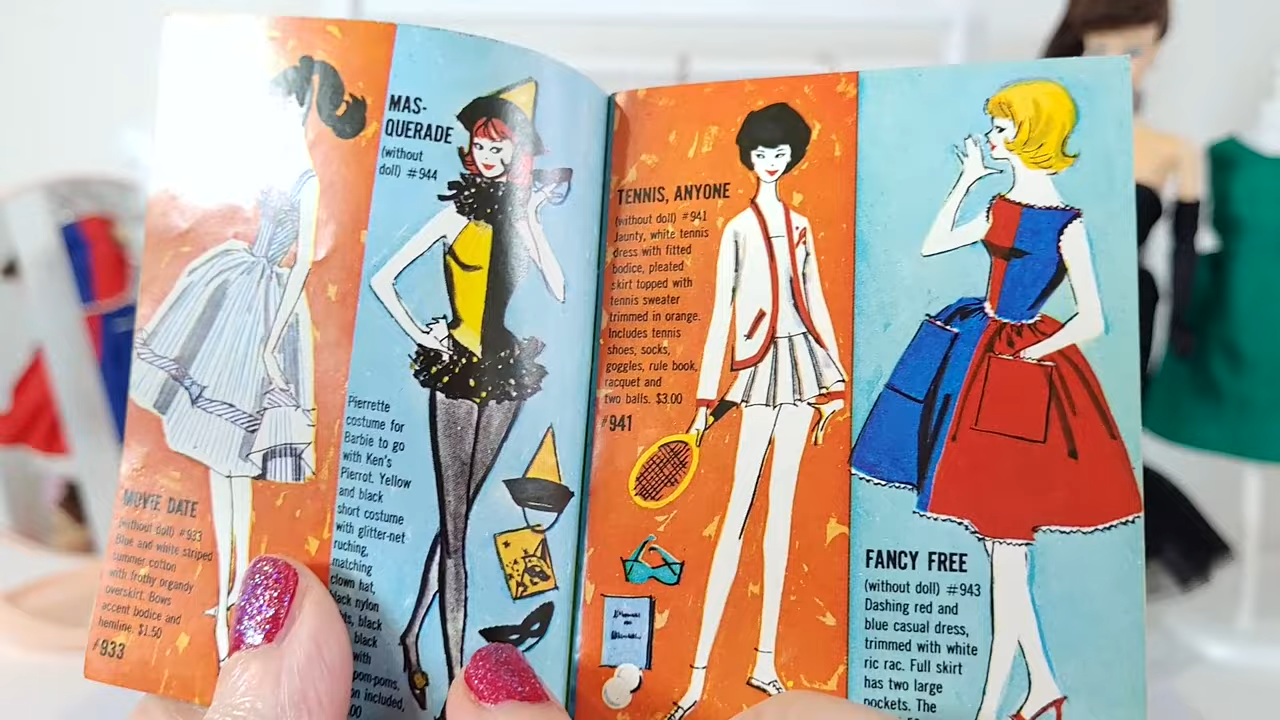 MOVIE DATE
(without doll) #933
Blue and white striped
summer cotton
with frothy organdy
overskirt. Bows
accent bodice and
hemline. $1.50
#933
MAS-
QUERADE
(without
doll) #944
Pierrette
costume for
Barbie to go
with Ken's
Pierrot. Yellow
and black
short costume
with glitter-net
ruching,
matching
clown hat,
black nylon
black
black
with
pom-poms,
included,
00
TENNIS, ANYONE
(without doll) #941
Jaunty, white tennis
dress with fitted
bodice, pleated
skirt topped with
tennis sweater
trimmed in orange.
Includes tennis
shoes, socks,
goggles, rule book,
racquet and
two balls. $3.00
#941
FANCY FREE
(without doll) #943
Dashing red and
blue casual dress,
trimmed with white
ric rac. Full skirt
has two large
pockets. The